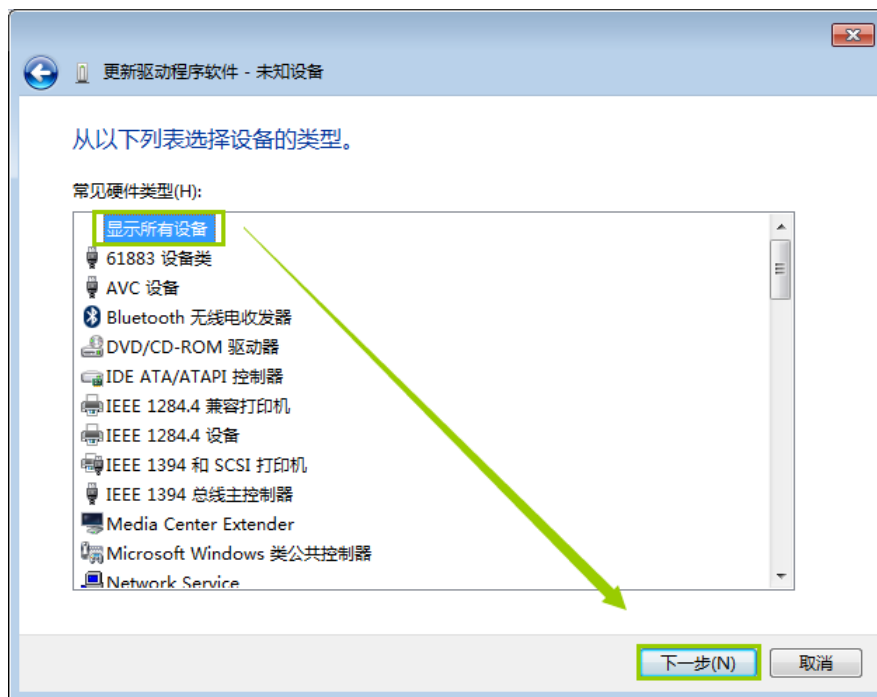 更新驱动程序软件 - 未知设备
从以下列表选择设备的类型。
常见硬件类型(H):
显示所有设备
61883 设备类
AVC 设备
Bluetooth 无线电收发器
DVD/CD-ROM 驱动器
IDE ATA/ATAPI 控制器
IEEE 1284.4 兼容打印机
IEEE 1284.4 设备
IEEE 1394 和 SCSI 打印机
IEEE 1394 总线主控制器
Media Center Extender
Microsoft Windows 类公共控制器
Network Service
下一步(N)
取消